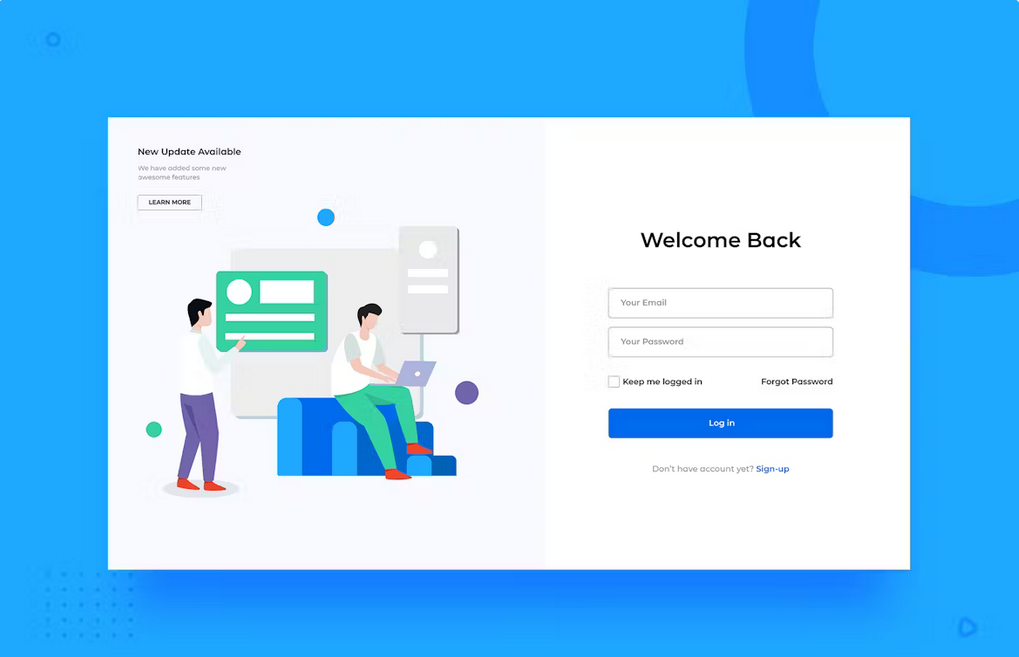 New Update Available
We have added some new
awesome features
LEARN MORE
Welcome Back
Your Email
Your Password
Keep me logged in
Forgot Password
Log in
Don't have account yet? Sign-up